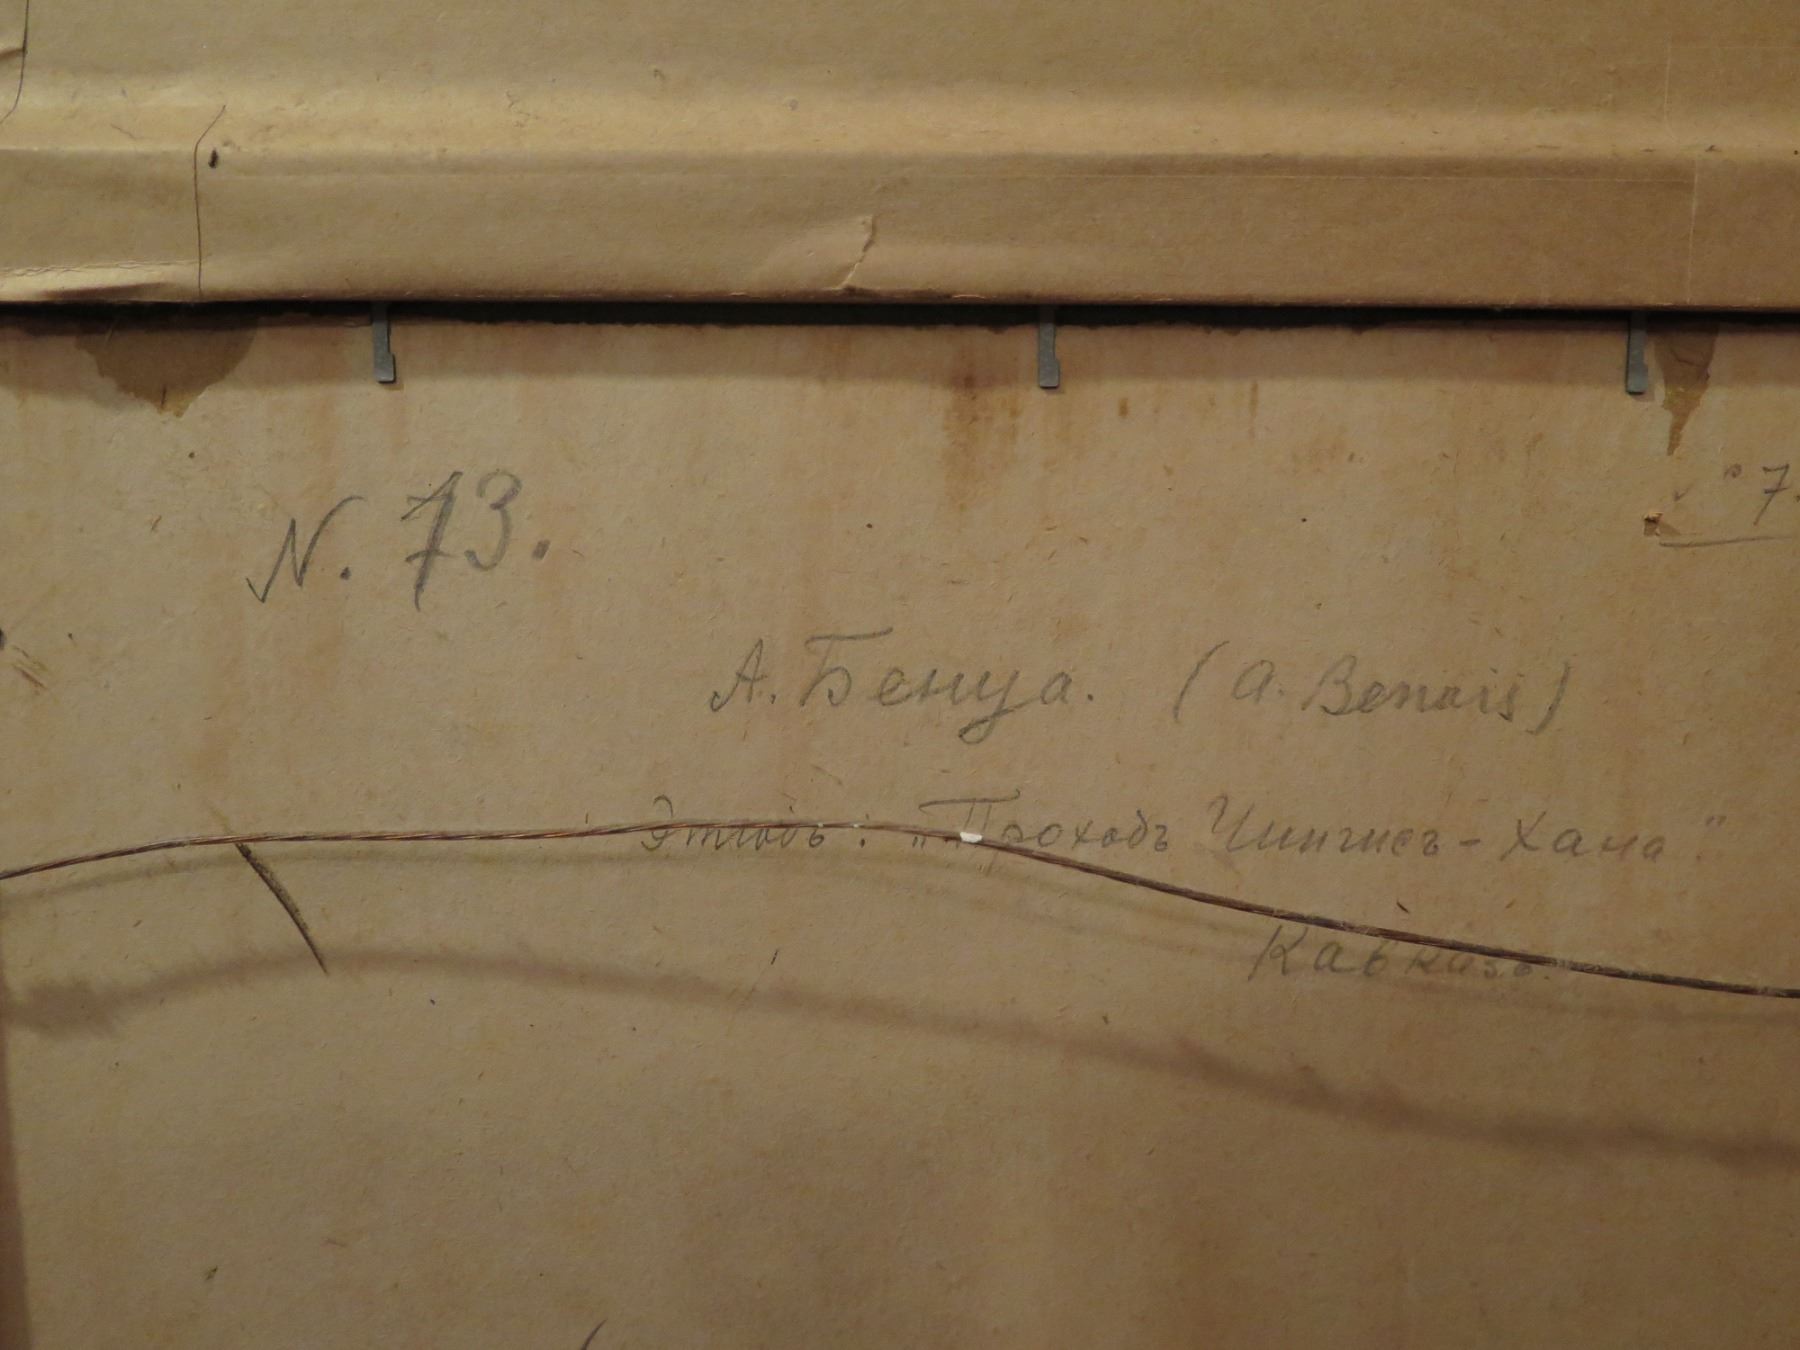 N. 73.
№ 7
А. Бенуа. (A. Benois)
Этюдъ: „Проходъ Чингисъ-Хана"
Кавказъ.